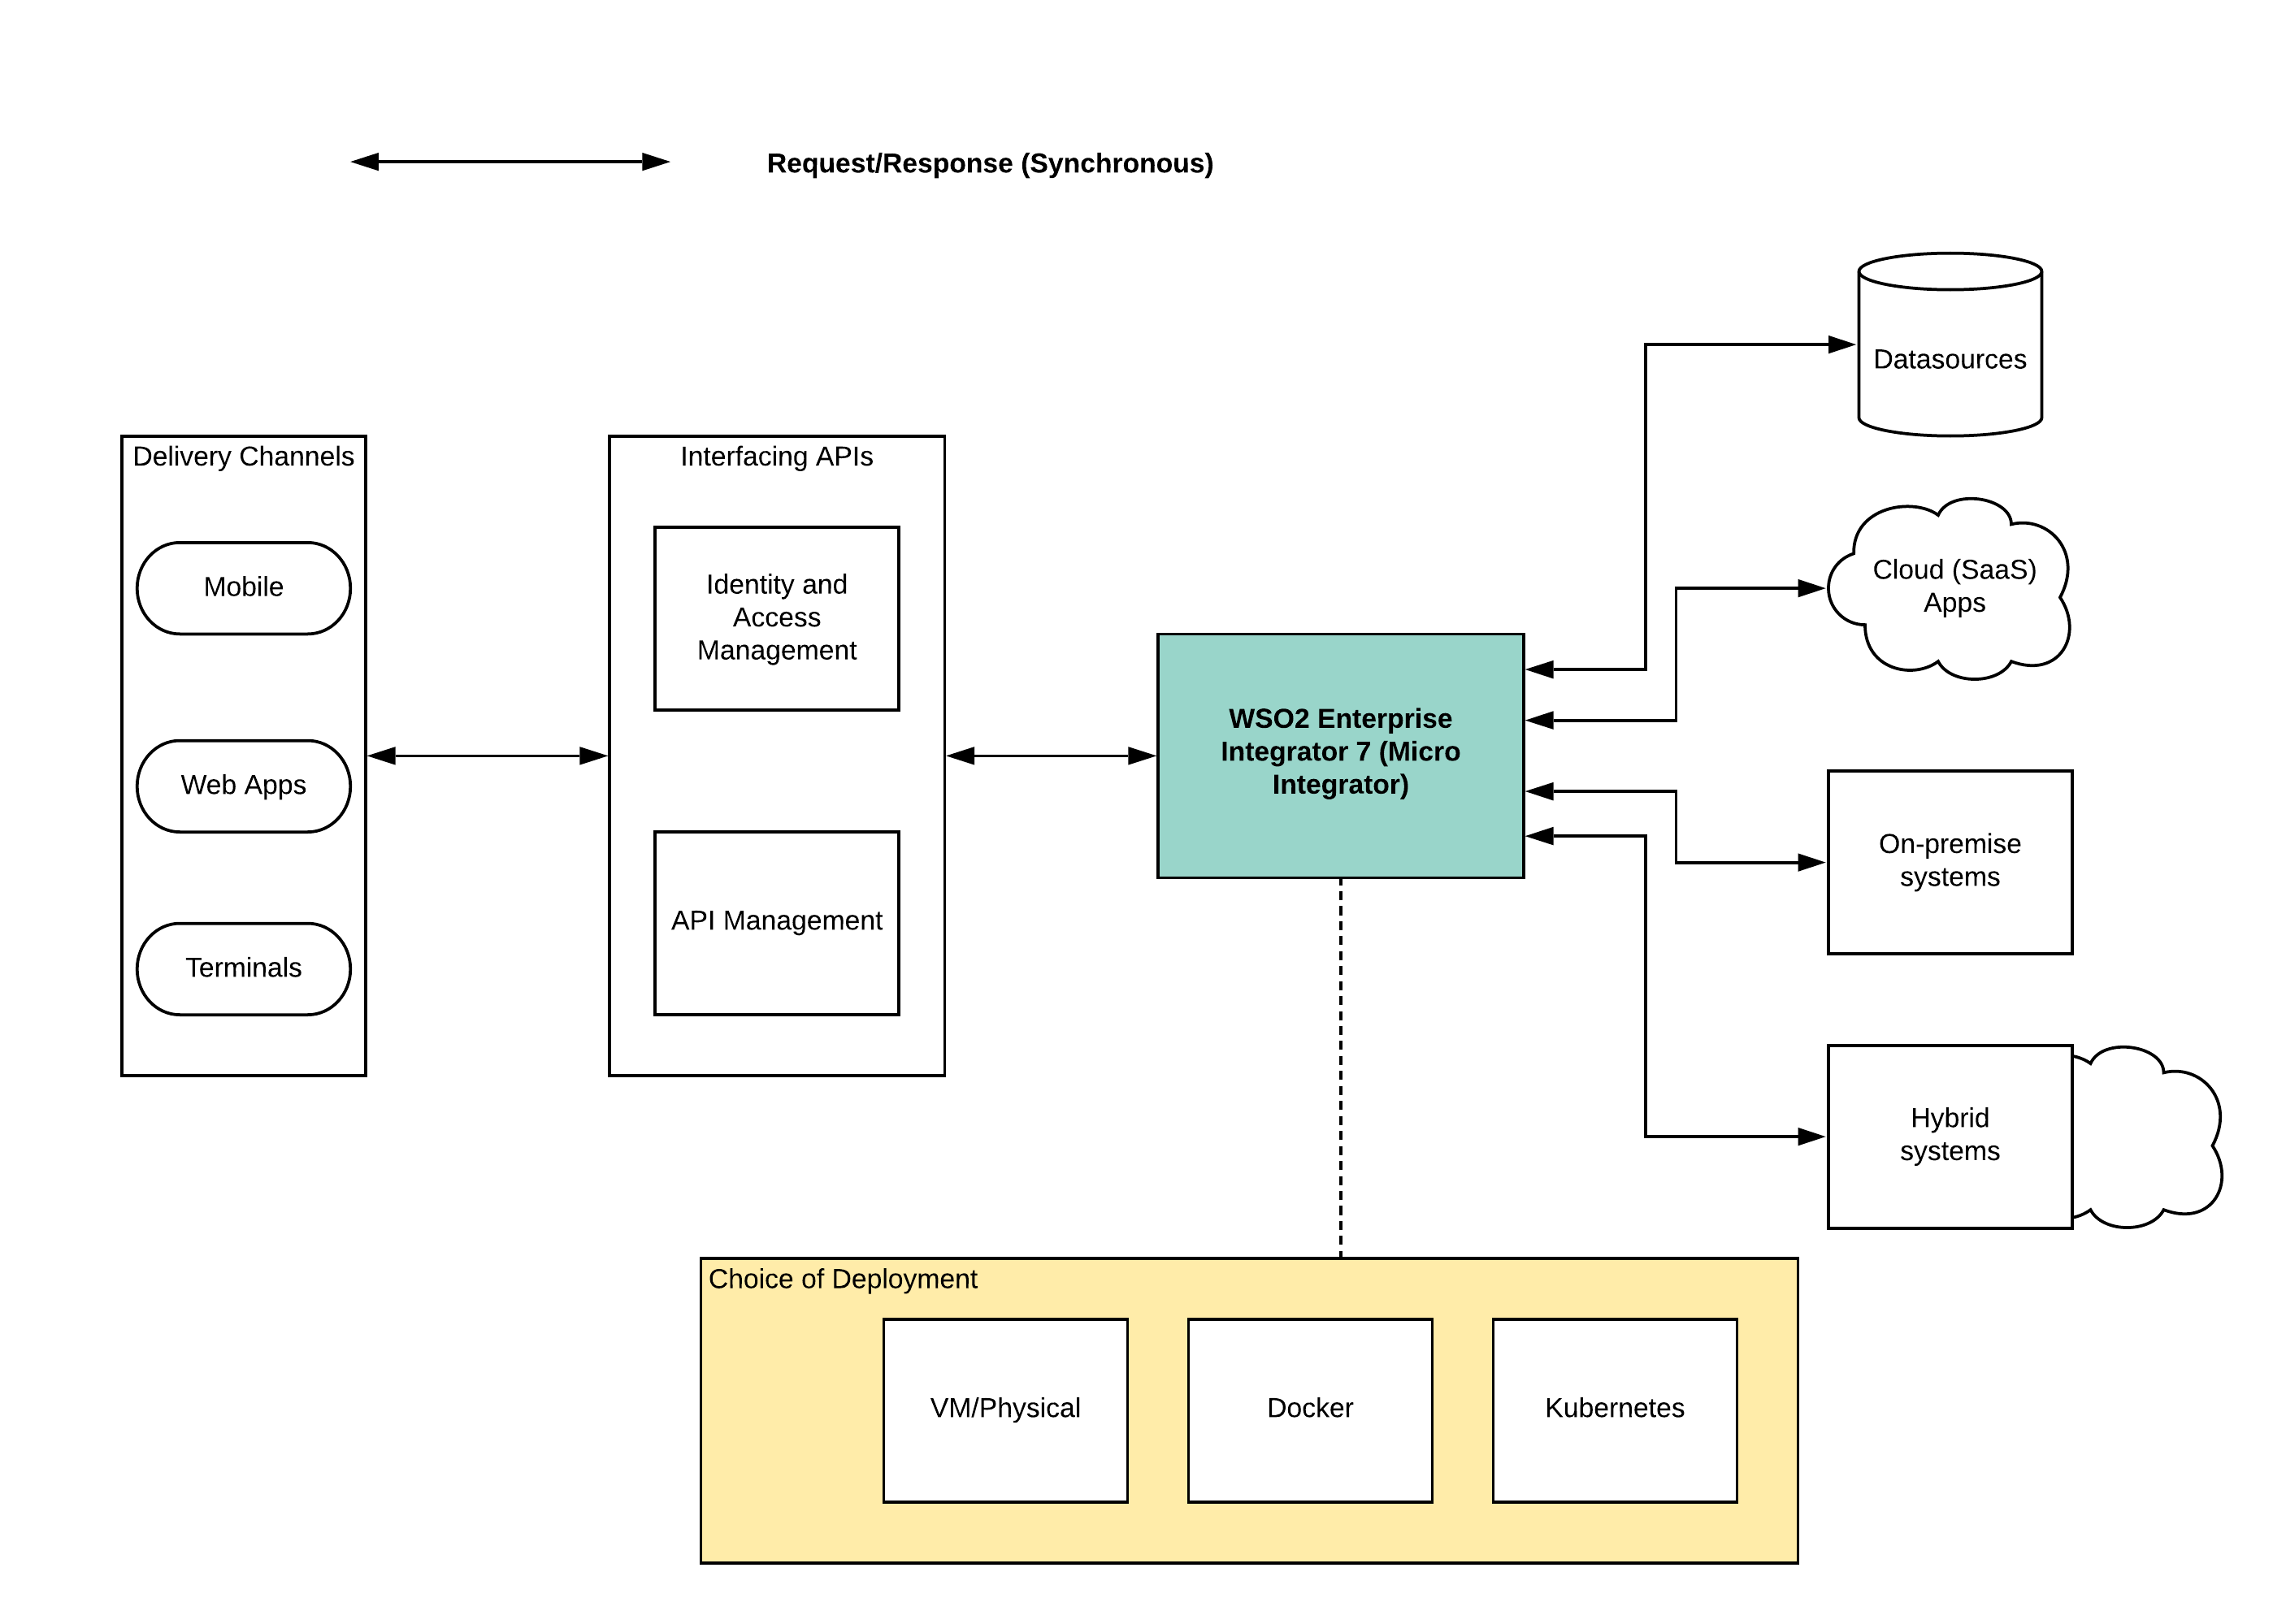 Request/Response (Synchronous)
Datasources
Delivery Channels
Mobile
Web Apps
Terminals
Interfacing APIs
Identity and
Access
Management
API Management
WSO2 Enterprise
Integrator 7 (Micro
Integrator)
Cloud (SaaS)
Apps
On-premise
systems
Hybrid
systems
Choice of Deployment
VM/Physical
Docker
Kubernetes